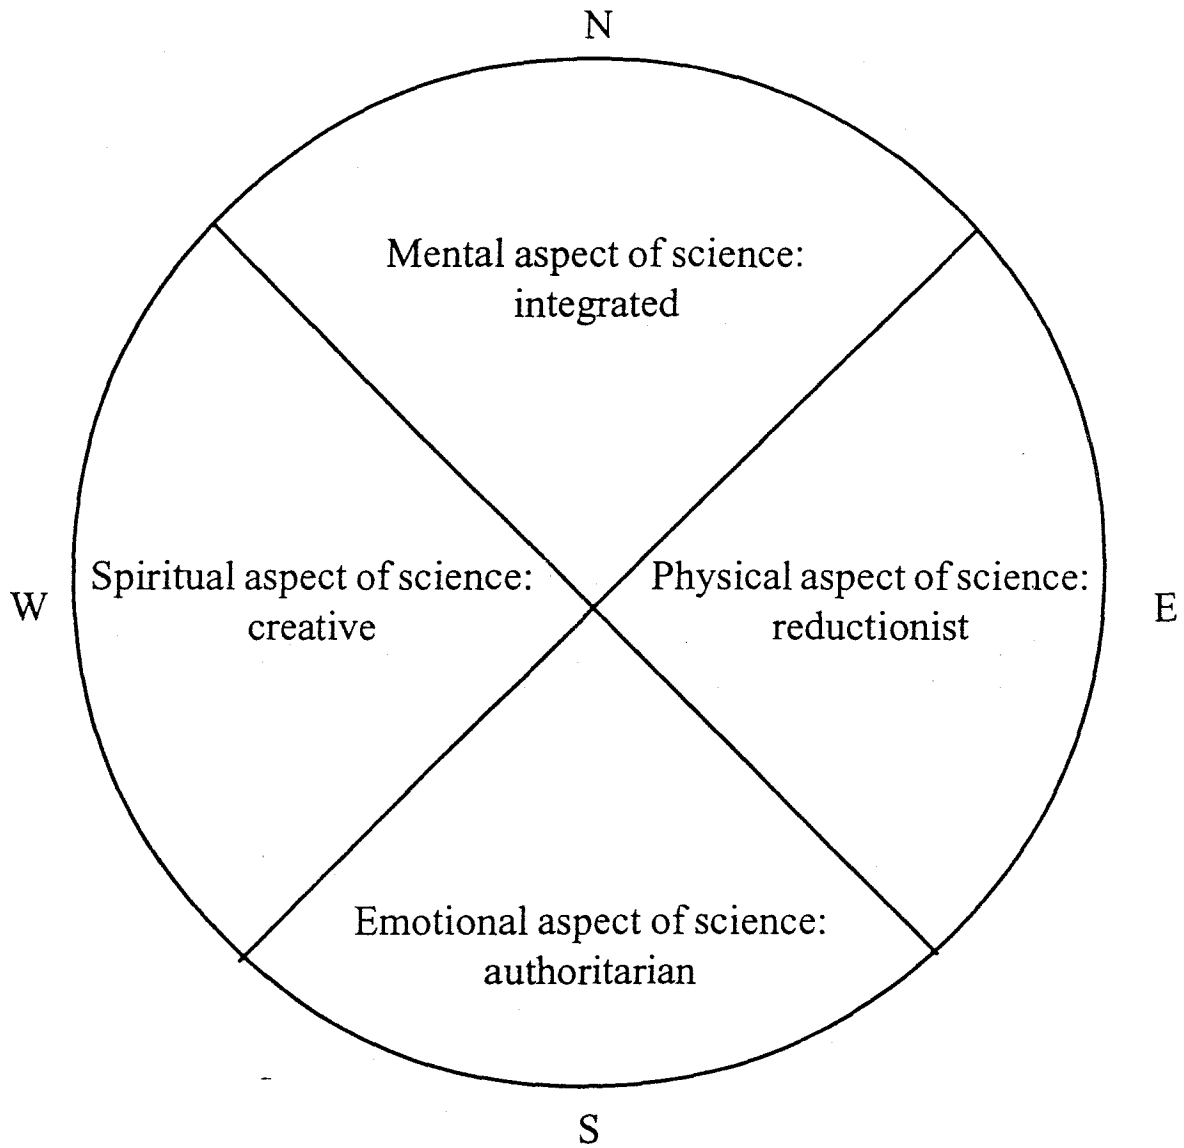 N
Mental aspect of science:
integrated
Spiritual aspect of science:
creative
Physical aspect of science:
reductionist
W
E
Emotional aspect of science:
authoritarian
S